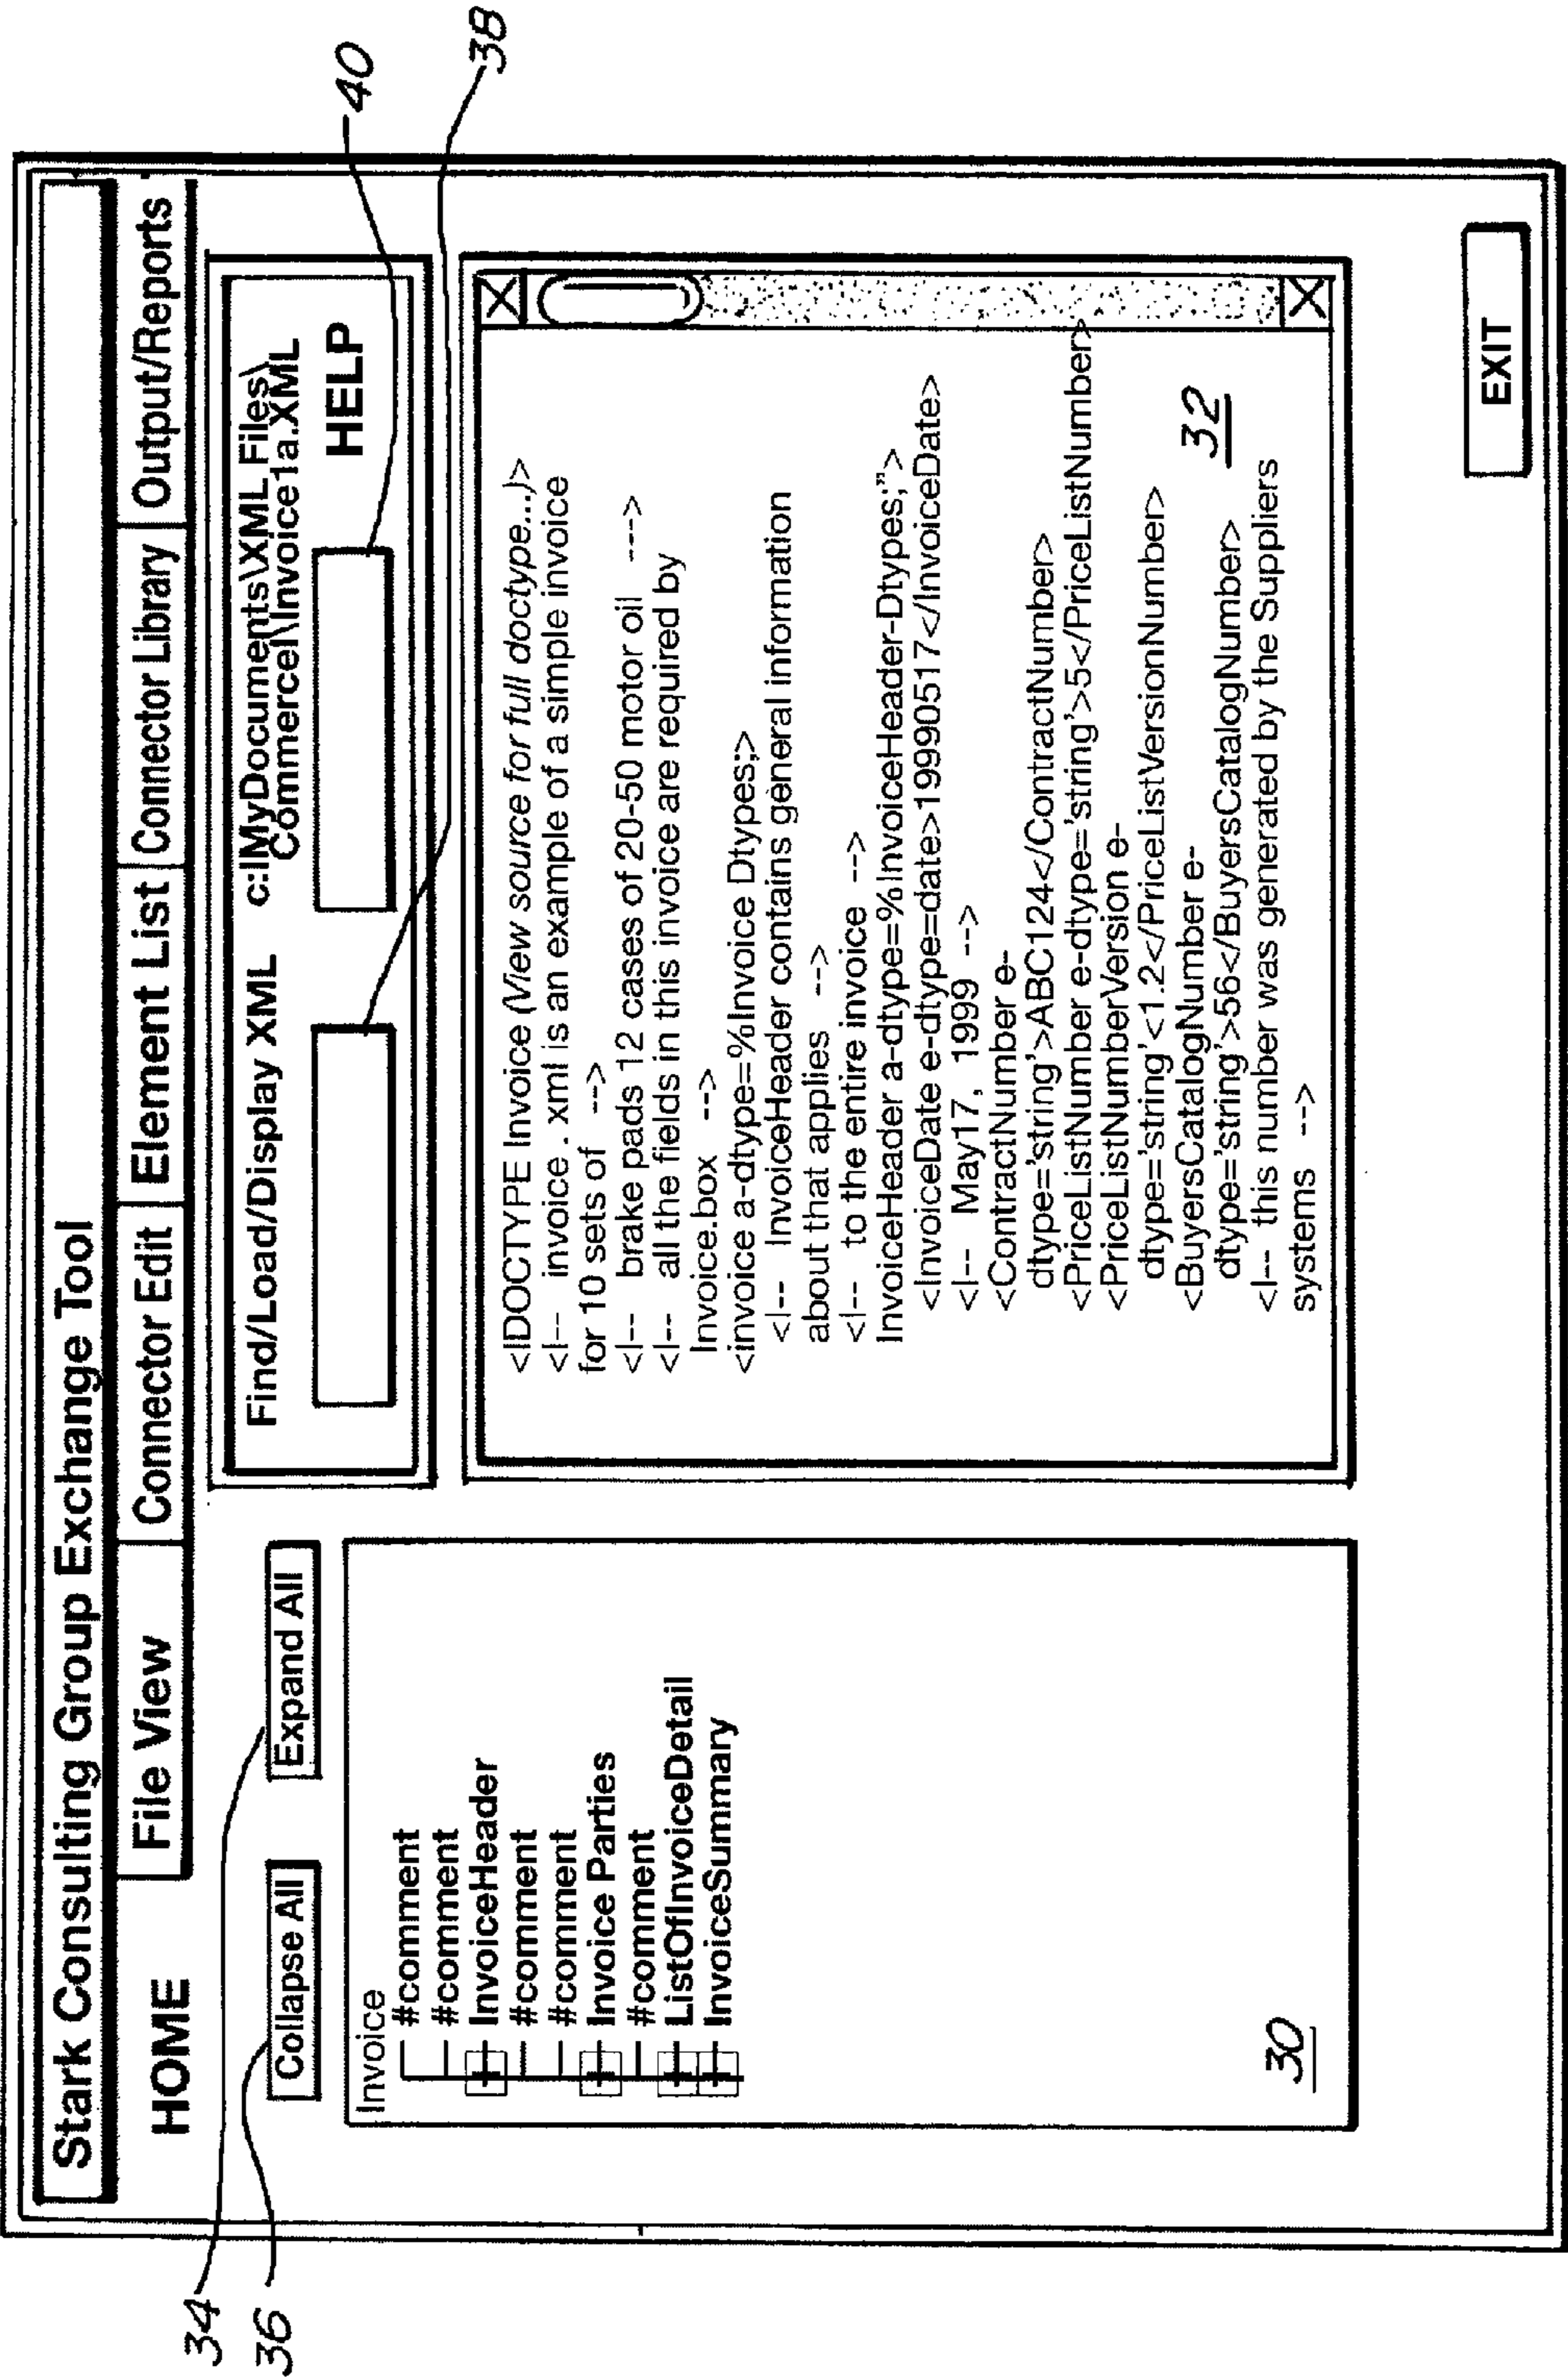 Stark Consulting Group Exchange Tool
HOME
File View
Connector Edit
Element List
Connector Library
Output/Reports
34
36
Collapse All
Expand All
Invoice
#comment
#comment
InvoiceHeader
#comment
#comment
Invoice Parties
#comment
ListOfInvoiceDetail
InvoiceSummary
30
Find/Load/Display XML
c:\MyDocuments\XML Files\
Commercel\Invoice1a.XML
HELP
40
38
<!DOCTYPE Invoice (View source for full doctype...)>
<!-- invoice . xml is an example of a simple invoice
for 10 sets of -->
<!-- brake pads 12 cases of 20-50 motor oil --->
<!-- all the fields in this invoice are required by
Invoice.box -->
<invoice a-dtype=%Invoice Dtypes;>
<!-- InvoiceHeader contains general information
about that applies -->
<!-- to the entire invoice -->
InvoiceHeader a-dtype=%InvoiceHeader-Dtypes;">
<InvoiceDate e-dtype=date>19990517</InvoiceDate>
<!-- May17, 1999 -->
<ContractNumber e-
dtype='string'>ABC124</ContractNumber>
<PriceListNumber e-dtype='string'>5</PriceListNumber>
<PriceListNumberVersion e-
dtype='string'<1.2</PriceListVersionNumber>
<BuyersCatalogNumber e-
dtype='string'>56</BuyersCatalogNumber>
<!-- this number was generated by the Suppliers
systems -->
32
EXIT